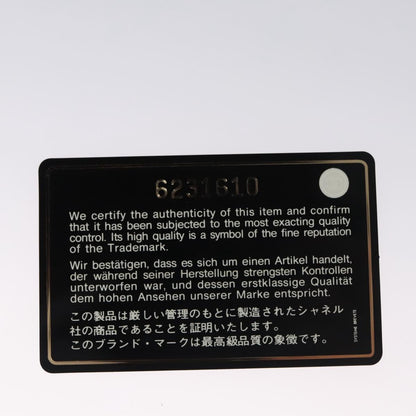 6231610
We certify the authenticity of this item and confirm
that it has been subjected to the most exacting quality
control. Its high quality is a symbol of the fine reputation
of the Trademark.
Wir bestätigen, dass es sich um einen Artikel handelt,
der während seiner Herstellung strengsten Kontrollen
unterworfen war, und dessen erstklassige Qualität
dem hohen Ansehen unserer Marke entspricht.
この製品は厳しい管理のもとに製造されたシャネル
社の商品であることを証明いたします。
このブランド・マークは最高級品質の象徴です。